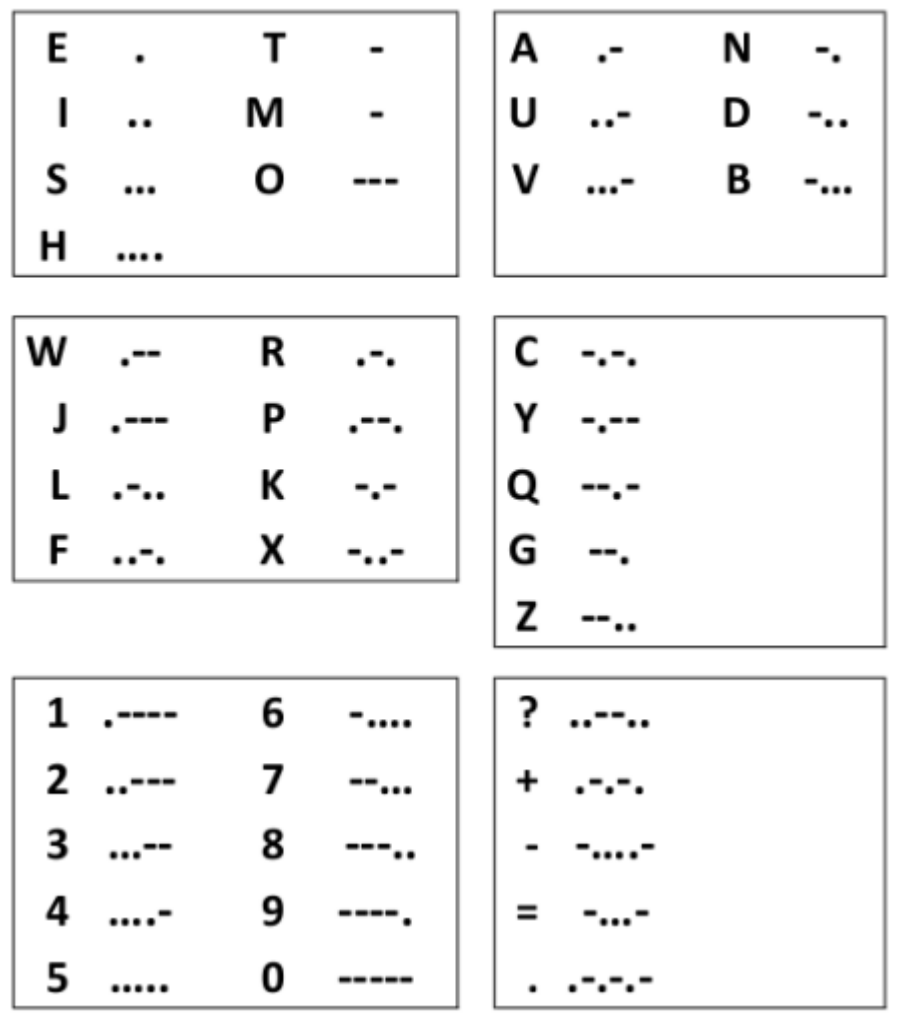 E . T -
I .. M -
S ... O ---
H ....
A .- N -.
U ..- D -..
V ...- B -...
W .-- R .-.
J .--- P .--.
L .-.. K -.-
F ..-. X -..-
C -.-.
Y -.--
Q --.-
G --.
Z --..
1 .---- 6 -....
2 ..--- 7 --...
3 ...-- 8 ---..
4 ....- 9 ----.
5 ..... 0 -----
? ..--..
+ .-.-.
- -....-
= -...-
. .-.-.-